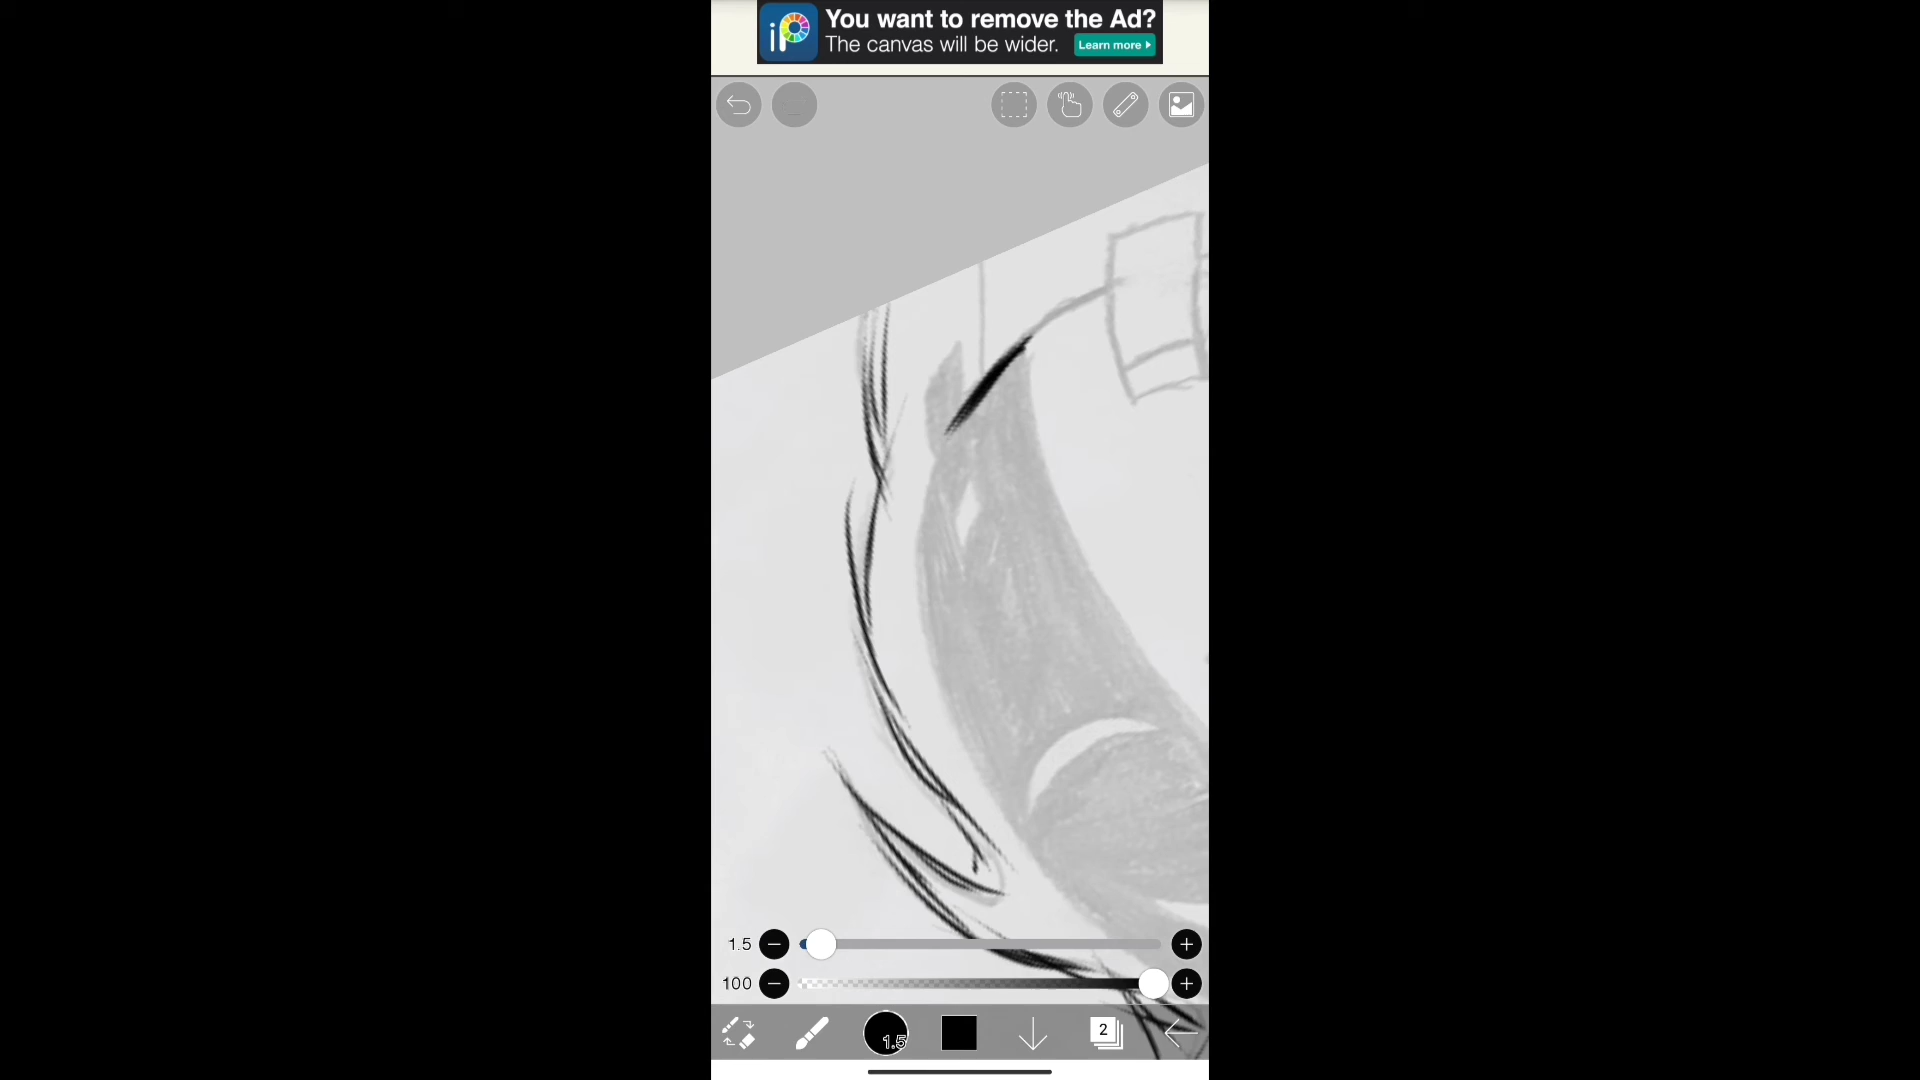 iP
You want to remove the Ad?
The canvas will be wider.
Learn more
1.5
100
1.5
2